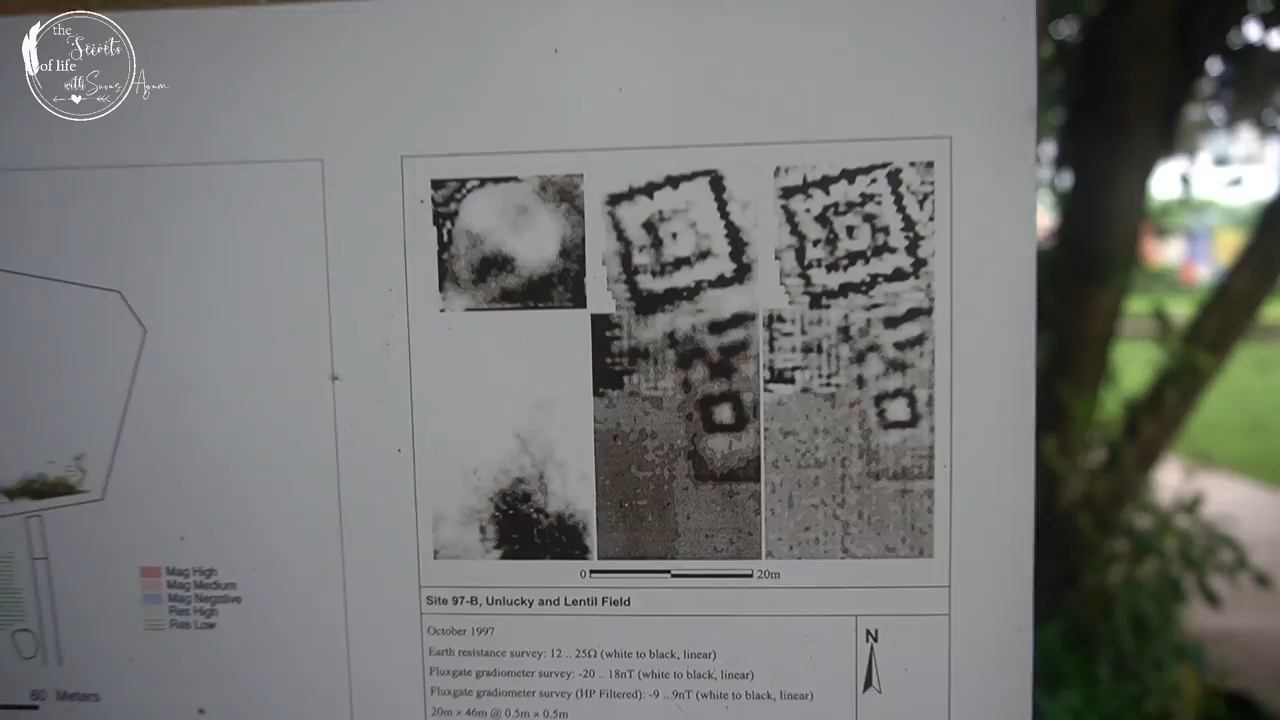 the
Secrets
of life
with Suvas Agam
Mag High
Mag Medium
Mag Negative
Res High
Res Low
60 Meters
0 20m
Site 97-B, Unlucky and Lentil Field
October 1997
Earth resistance survey: 12 .. 25Ω (white to black, linear)
Fluxgate gradiometer survey: -20 .. 18nT (white to black, linear)
Fluxgate gradiometer survey (HP Filtered): -9 .. 9nT (white to black, linear)
20m × 46m @ 0.5m × 0.5m
N